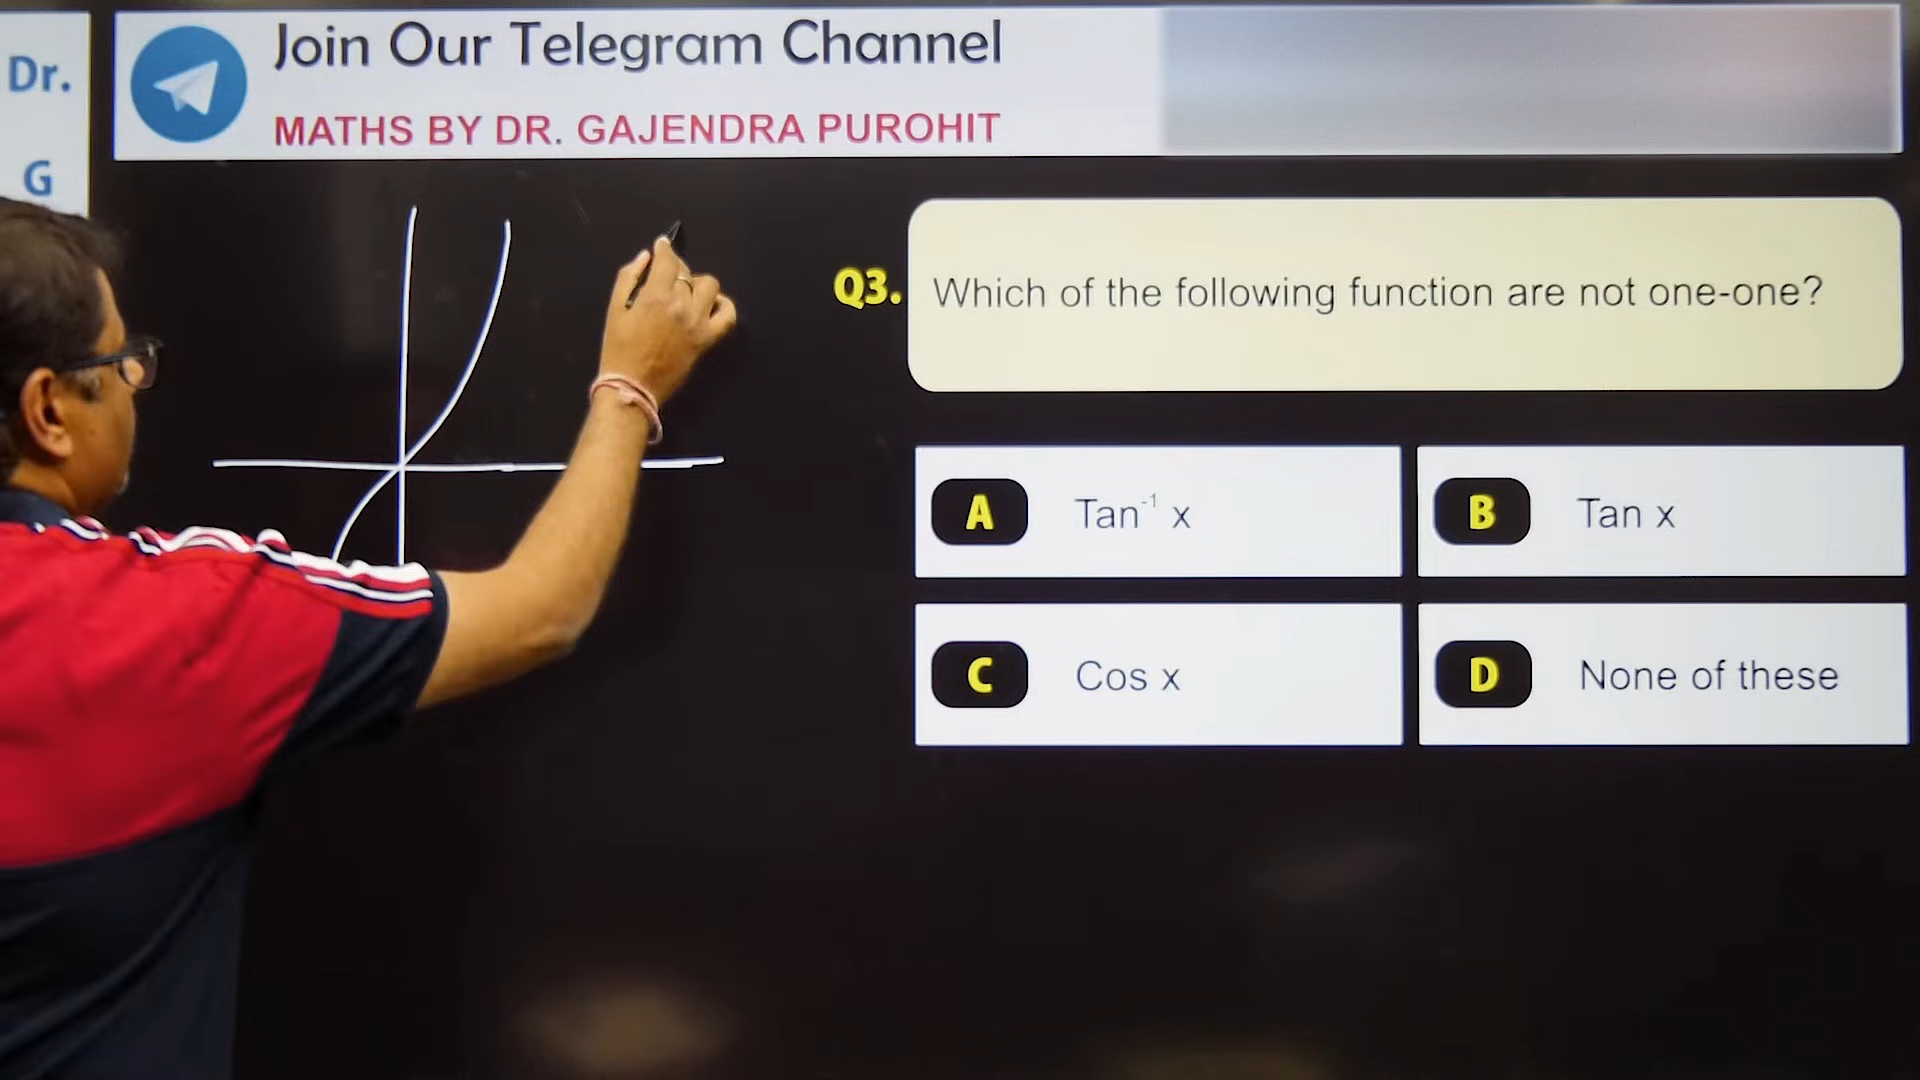 Dr.
G
Join Our Telegram Channel
MATHS BY DR. GAJENDRA PUROHIT
Q3. Which of the following function are not one-one?
A Tan⁻¹ x
B Tan x
C Cos x
D None of these